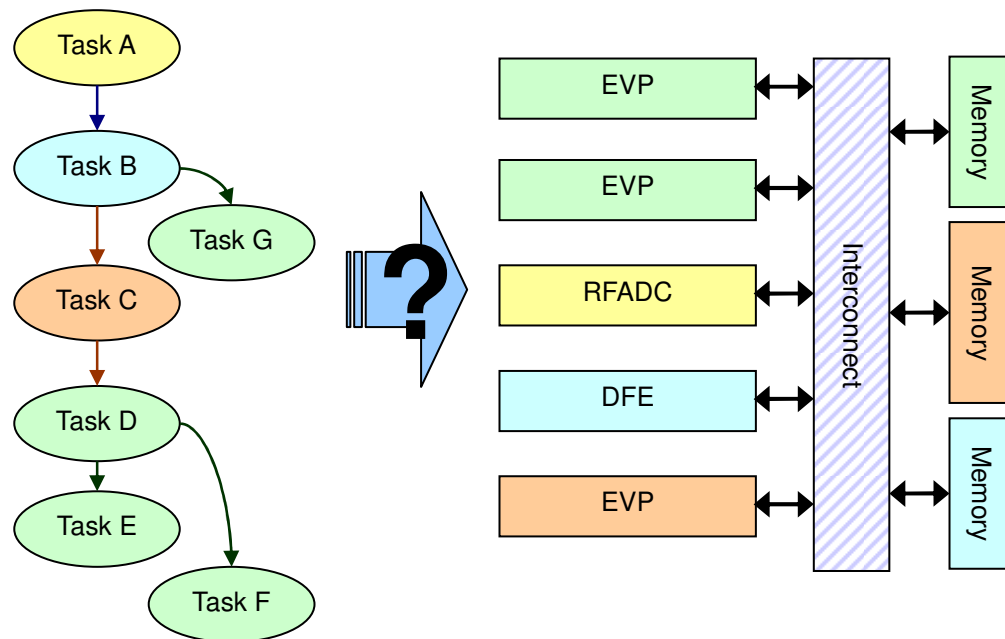 Task A
Task B
Task G
Task C
Task D
Task E
Task F
?
EVP
EVP
RFADC
DFE
EVP
Interconnect
Memory
Memory
Memory